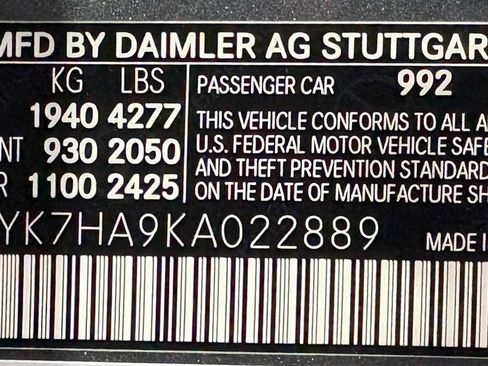 MFD BY DAIMLER AG STUTTGAR
KG LBS
PASSENGER CAR 992
1940 4277
NT 930 2050
R 1100 2425
THIS VEHICLE CONFORMS TO ALL A
U.S. FEDERAL MOTOR VEHICLE SAFE
AND THEFT PREVENTION STANDARD
ON THE DATE OF MANUFACTURE SH
YK7HA9KA022889
MADE I